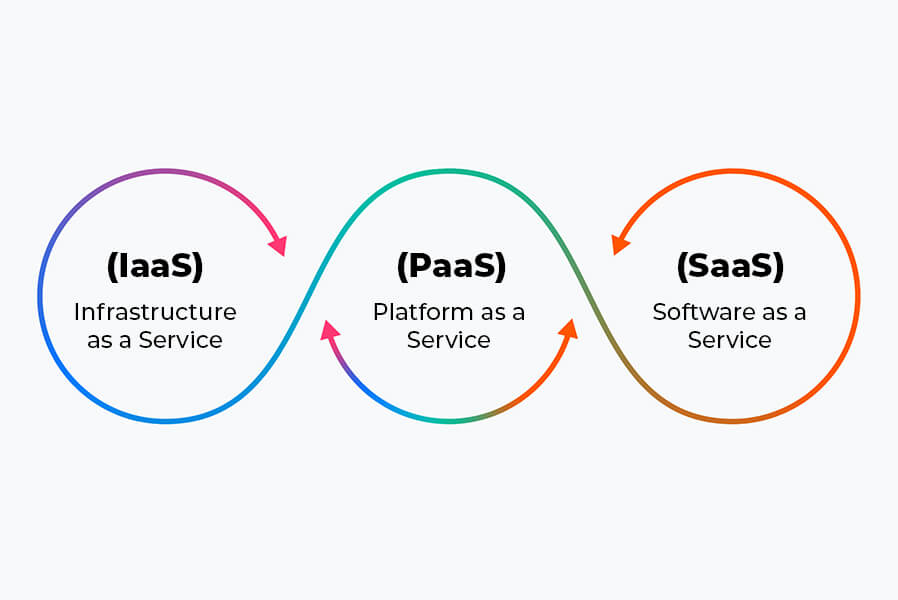 (IaaS)
Infrastructure
as a Service
(PaaS)
Platform as a
Service
(SaaS)
Software as a
Service